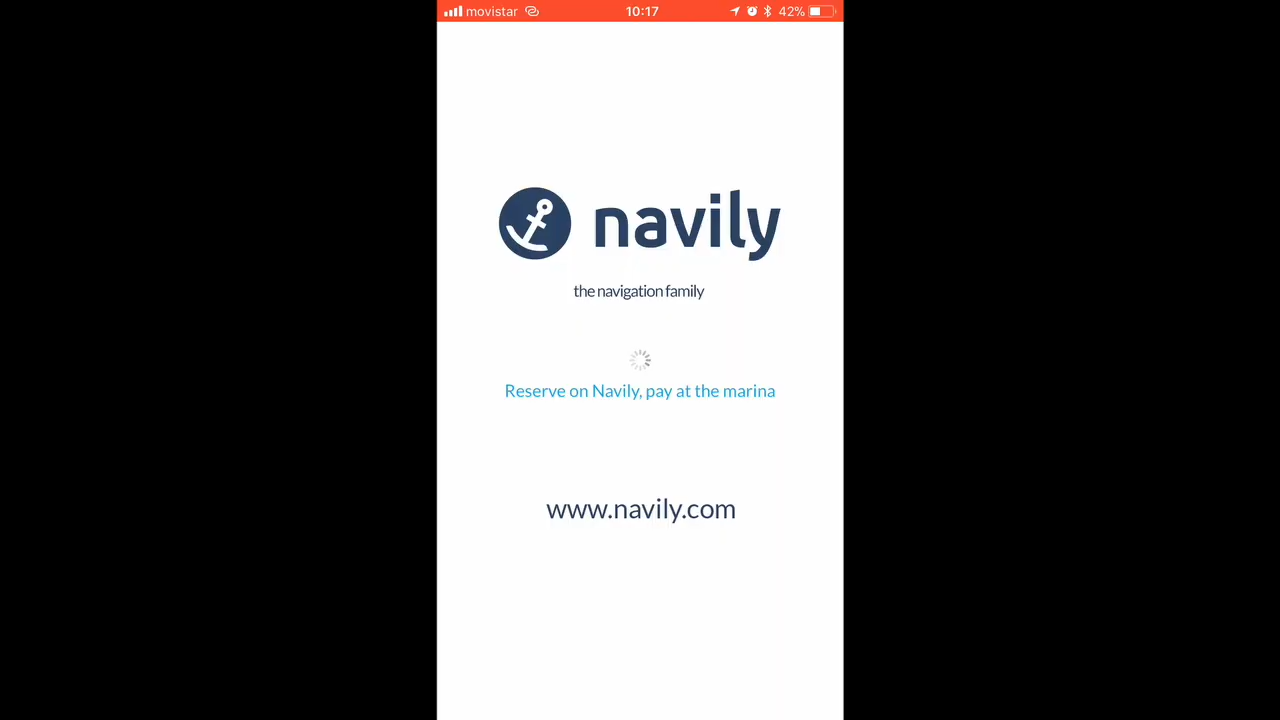 movistar 10:17 42%
navily
the navigation family
Reserve on Navily, pay at the marina
www.navily.com